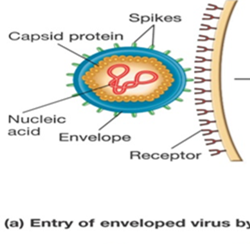 Spikes
Capsid protein
Nucleic
acid
Envelope
Receptor
(a) Entry of enveloped virus by